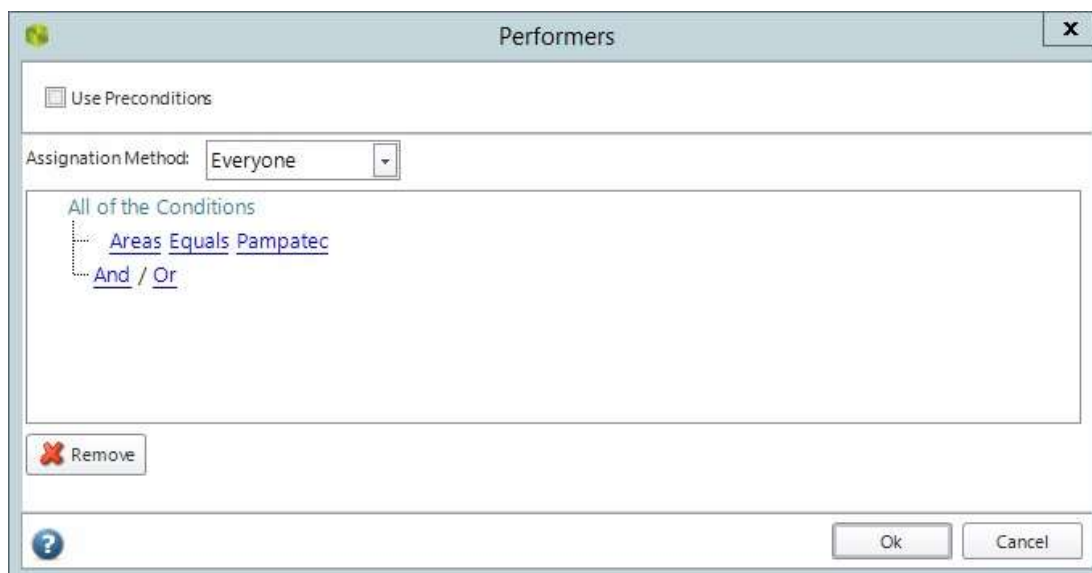 Performers
x
Use Preconditions
Assignation Method: Everyone
All of the Conditions
Areas Equals Pampatec
And / Or
Remove
? Ok Cancel